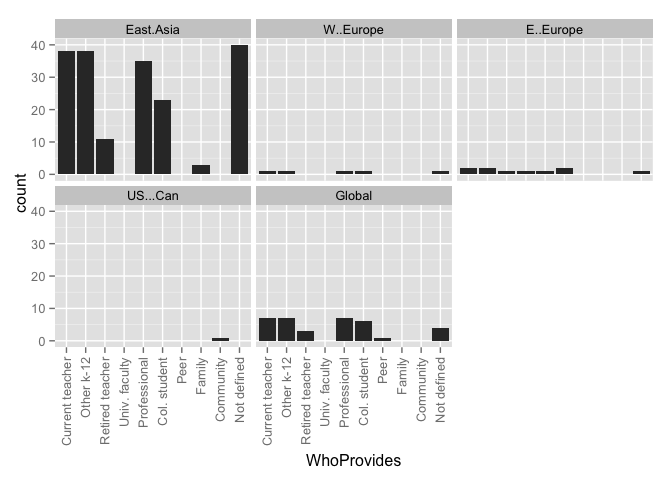 East.Asia
W..Europe
E..Europe
40
30
20
10
0
count
US...Can
Global
40
30
20
10
0
Current teacher
Other k-12
Retired teacher
Univ. faculty
Professional
Col. student
Peer
Family
Community
Not defined
Current teacher
Other k-12
Retired teacher
Univ. faculty
Professional
Col. student
Peer
Family
Community
Not defined
WhoProvides